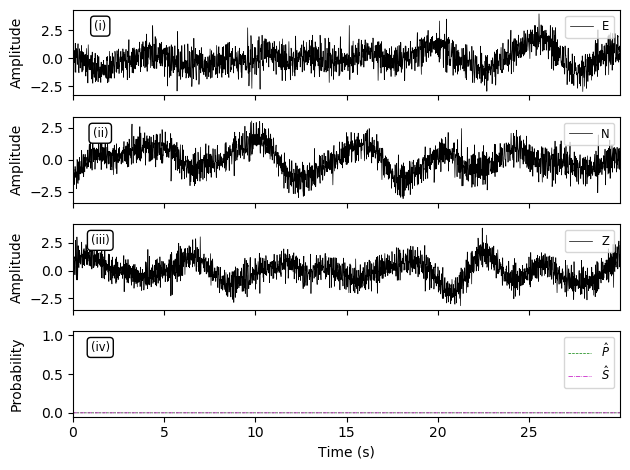 (i)
E
Amplitude
2.5
0.0
−2.5
(ii)
N
Amplitude
2.5
0.0
−2.5
(iii)
Z
Amplitude
2.5
0.0
−2.5
(iv)
P̂
Ŝ
Probability
1.0
0.5
0.0
0 5 10 15 20 25
Time (s)